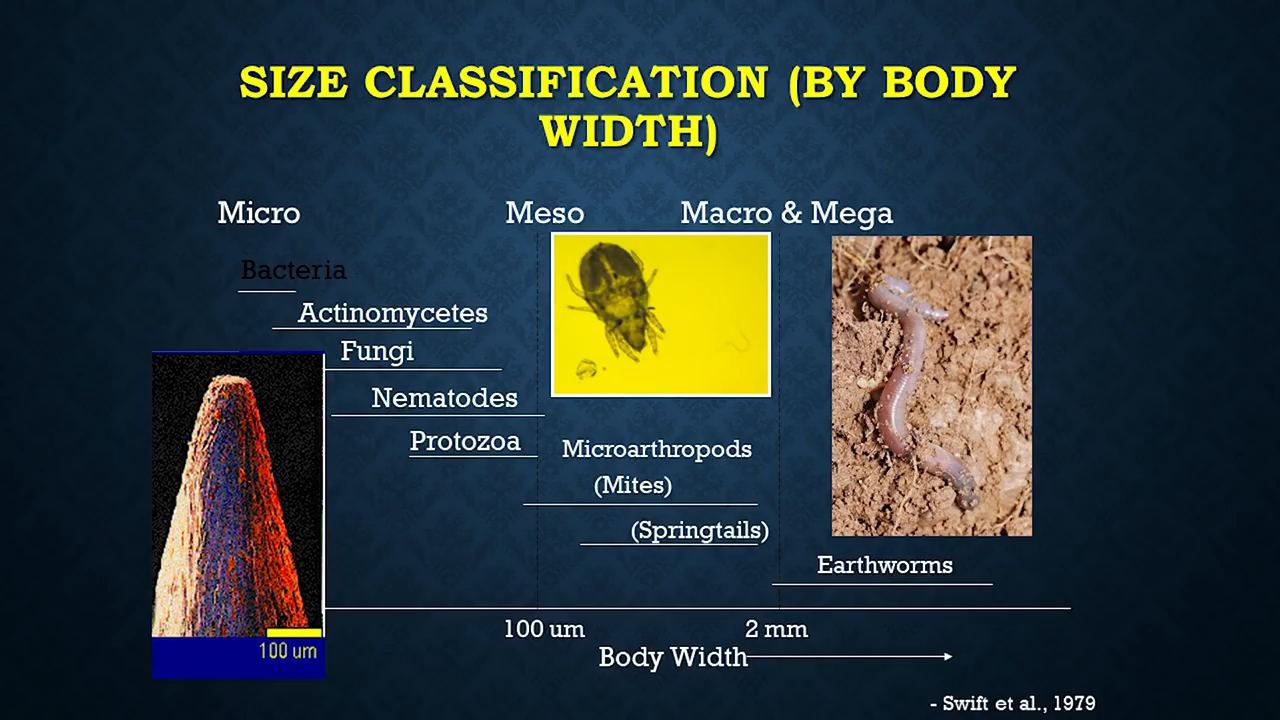 SIZE CLASSIFICATION (BY BODY
WIDTH)
Micro Meso Macro & Mega
Bacteria
Actinomycetes
Fungi
Nematodes
Protozoa
Microarthropods
(Mites)
(Springtails)
Earthworms
100 um 2 mm
100 um
Body Width
- Swift et al., 1979